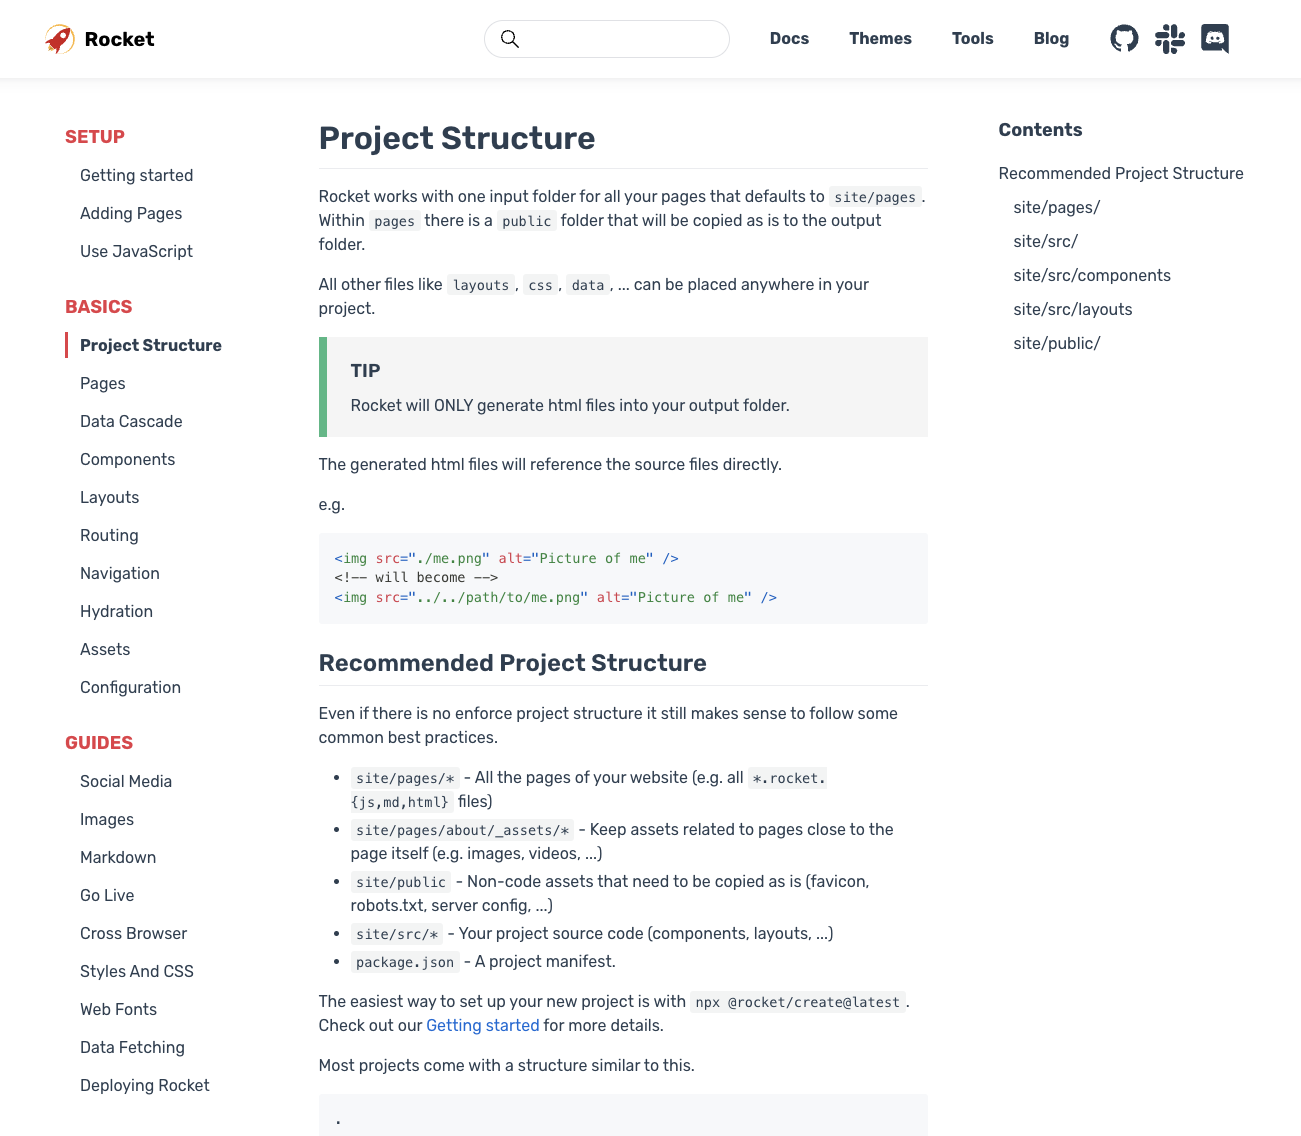 Rocket
Docs
Themes
Tools
Blog
SETUP
Getting started
Adding Pages
Use JavaScript
BASICS
Project Structure
Pages
Data Cascade
Components
Layouts
Routing
Navigation
Hydration
Assets
Configuration
GUIDES
Social Media
Images
Markdown
Go Live
Cross Browser
Styles And CSS
Web Fonts
Data Fetching
Deploying Rocket
Project Structure
Rocket works with one input folder for all your pages that defaults to site/pages.
Within pages there is a public folder that will be copied as is to the output
folder.
All other files like layouts, css, data, ... can be placed anywhere in your
project.
TIP
Rocket will ONLY generate html files into your output folder.
The generated html files will reference the source files directly.
e.g.
<img src="./me.png" alt="Picture of me" />
<!-- will become -->
<img src="../../path/to/me.png" alt="Picture of me" />
Recommended Project Structure
Even if there is no enforce project structure it still makes sense to follow some
common best practices.
• site/pages/* - All the pages of your website (e.g. all *.rocket.
{js,md,html} files)
• site/pages/about/_assets/* - Keep assets related to pages close to the
page itself (e.g. images, videos, ...)
• site/public - Non-code assets that need to be copied as is (favicon,
robots.txt, server config, ...)
• site/src/* - Your project source code (components, layouts, ...)
• package.json - A project manifest.
The easiest way to set up your new project is with npx @rocket/create@latest.
Check out our Getting started for more details.
Most projects come with a structure similar to this.
.
Contents
Recommended Project Structure
site/pages/
site/src/
site/src/components
site/src/layouts
site/public/